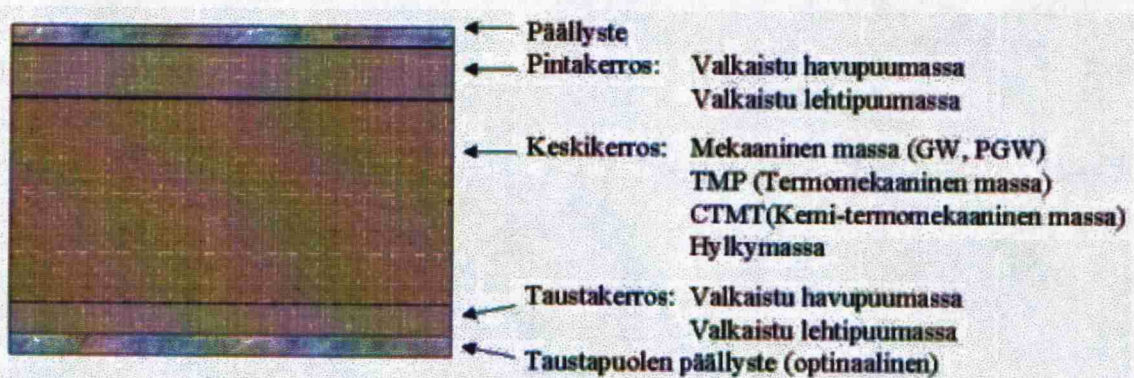 Päällyste
Pintakerros: Valkaistu havupuumassa
Valkaistu lehtipuumassa
Keskikerros: Mekaaninen massa (GW, PGW)
TMP (Termomekaaninen massa)
CTMT(Kemi-termomekaaninen massa)
Hylkymassa
Taustakerros: Valkaistu havupuumassa
Valkaistu lehtipuumassa
Taustapuolen päällyste (optinaalinen)